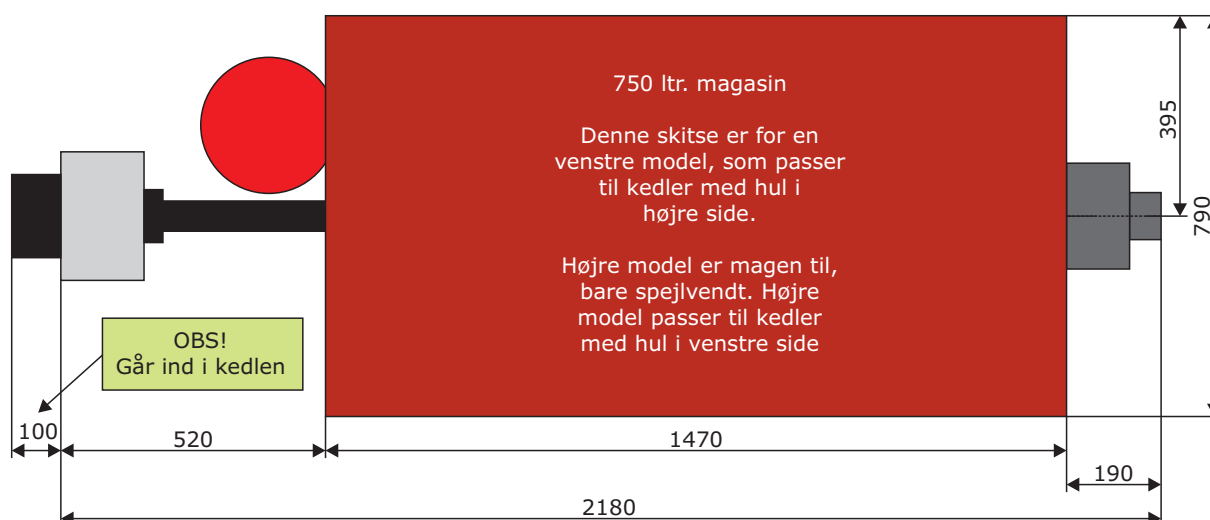 750 ltr. magasin
Denne skitse er for en
venstre model, som passer
til kedler med hul i
højre side.
Højre model er magen til,
bare spejlvendt. Højre
model passer til kedler
med hul i venstre side
395
790
OBS!
Går ind i kedlen
100
520
1470
190
2180